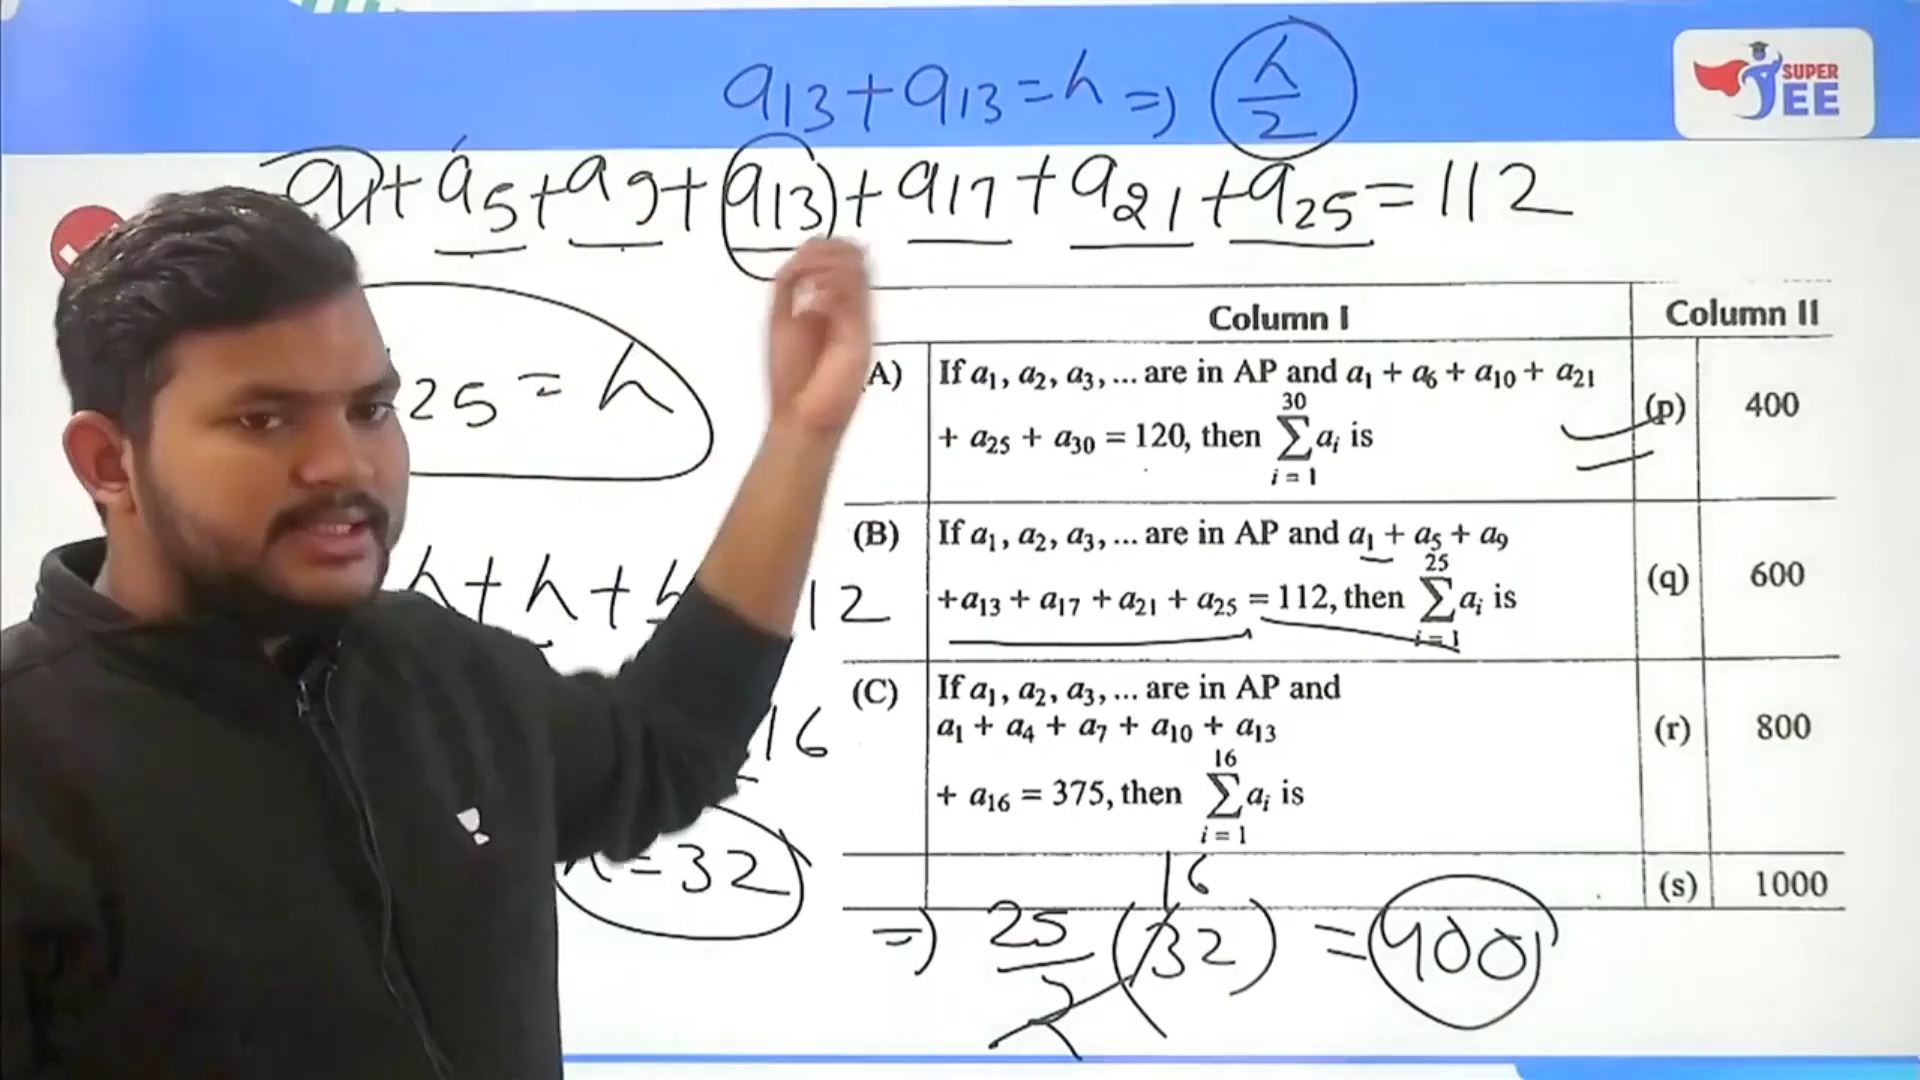 a13+a13=h⇒ h/2
SUPER
JEE
a1+a5+a9+a13+a17+a21+a25=112
25=h
h+h+
12
16
=32
Column I
Column II
A) If a₁, a₂, a₃, ... are in AP and a₁ + a₆ + a₁₀ + a₂₁
+ a₂₅ + a₃₀ = 120, then ∑_{i=1}^{30} aᵢ is
(p) 400
(B) If a₁, a₂, a₃, ... are in AP and a₁ + a₅ + a₉
+a₁₃ + a₁₇ + a₂₁ + a₂₅ = 112, then ∑_{i=1}^{25} aᵢ is
(q) 600
(C) If a₁, a₂, a₃, ... are in AP and
a₁ + a₄ + a₇ + a₁₀ + a₁₃
+ a₁₆ = 375, then ∑_{i=1}^{16} aᵢ is
(r) 800
(s) 1000
16
⇒ 25/2 (32) = 400